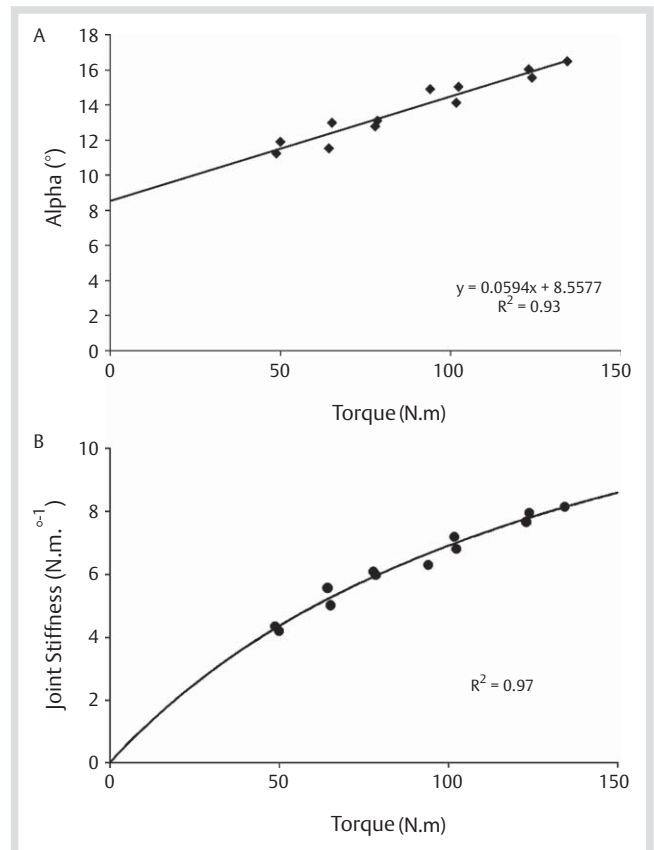 A
18
16
14
12
10
8
6
4
2
0
Alpha (°)
y = 0.0594x + 8.5577
R² = 0.93
0 50 100 150
Torque (N.m)
B
10
8
6
4
2
0
Joint Stiffness (N.m.°⁻¹)
R² = 0.97
0 50 100 150
Torque (N.m)